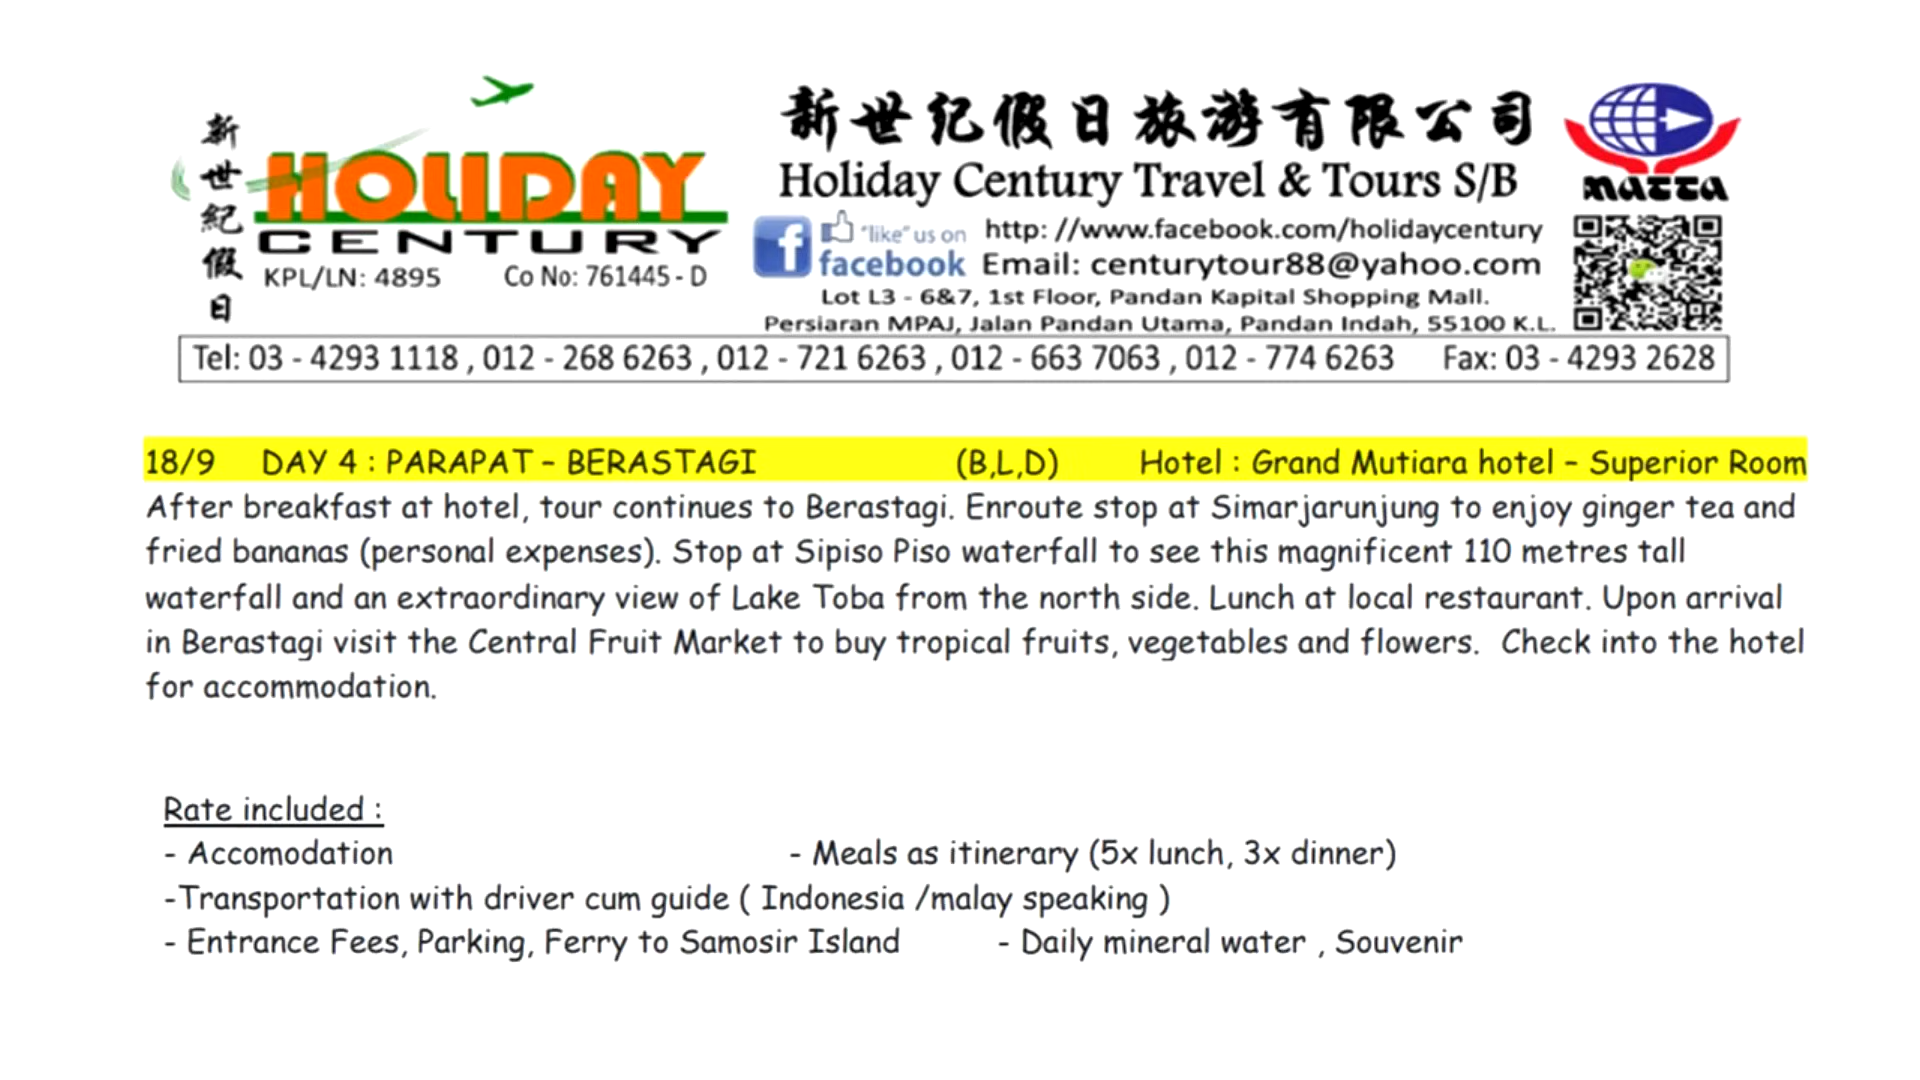 新世纪假日
HOLIDAY
CENTURY
KPL/LN: 4895 Co No: 761445 - D
新世纪假日旅游有限公司
Holiday Century Travel & Tours S/B
"like" us on
facebook
http: //www.facebook.com/holidaycentury
Email: centurytour88@yahoo.com
Lot L3 - 6&7, 1st Floor, Pandan Kapital Shopping Mall.
Persiaran MPAJ, Jalan Pandan Utama, Pandan Indah, 55100 K.L.
MATTA
Tel: 03 - 4293 1118 , 012 - 268 6263 , 012 - 721 6263 , 012 - 663 7063 , 012 - 774 6263 Fax: 03 - 4293 2628
18/9 DAY 4 : PARAPAT - BERASTAGI (B,L,D) Hotel : Grand Mutiara hotel - Superior Room
After breakfast at hotel, tour continues to Berastagi. Enroute stop at Simarjarunjung to enjoy ginger tea and
fried bananas (personal expenses). Stop at Sipiso Piso waterfall to see this magnificent 110 metres tall
waterfall and an extraordinary view of Lake Toba from the north side. Lunch at local restaurant. Upon arrival
in Berastagi visit the Central Fruit Market to buy tropical fruits, vegetables and flowers. Check into the hotel
for accommodation.
Rate included :
- Accomodation - Meals as itinerary (5x lunch, 3x dinner)
-Transportation with driver cum guide ( Indonesia /malay speaking )
- Entrance Fees, Parking, Ferry to Samosir Island - Daily mineral water , Souvenir